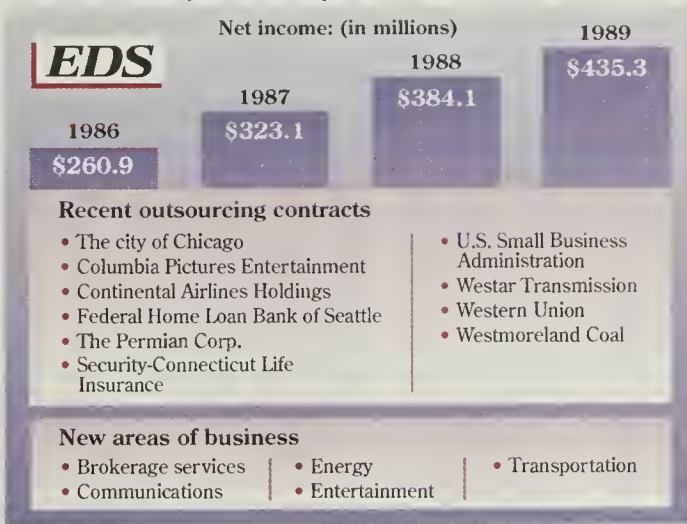 Net income: (in millions)
EDS
1986
$260.9
1987
$323.1
1988
$384.1
1989
$435.3
Recent outsourcing contracts
• The city of Chicago
• Columbia Pictures Entertainment
• Continental Airlines Holdings
• Federal Home Loan Bank of Seattle
• The Permian Corp.
• Security-Connecticut Life
Insurance
• U.S. Small Business
Administration
• Westar Transmission
• Western Union
• Westmoreland Coal
New areas of business
• Brokerage services
• Communications
• Energy
• Entertainment
• Transportation